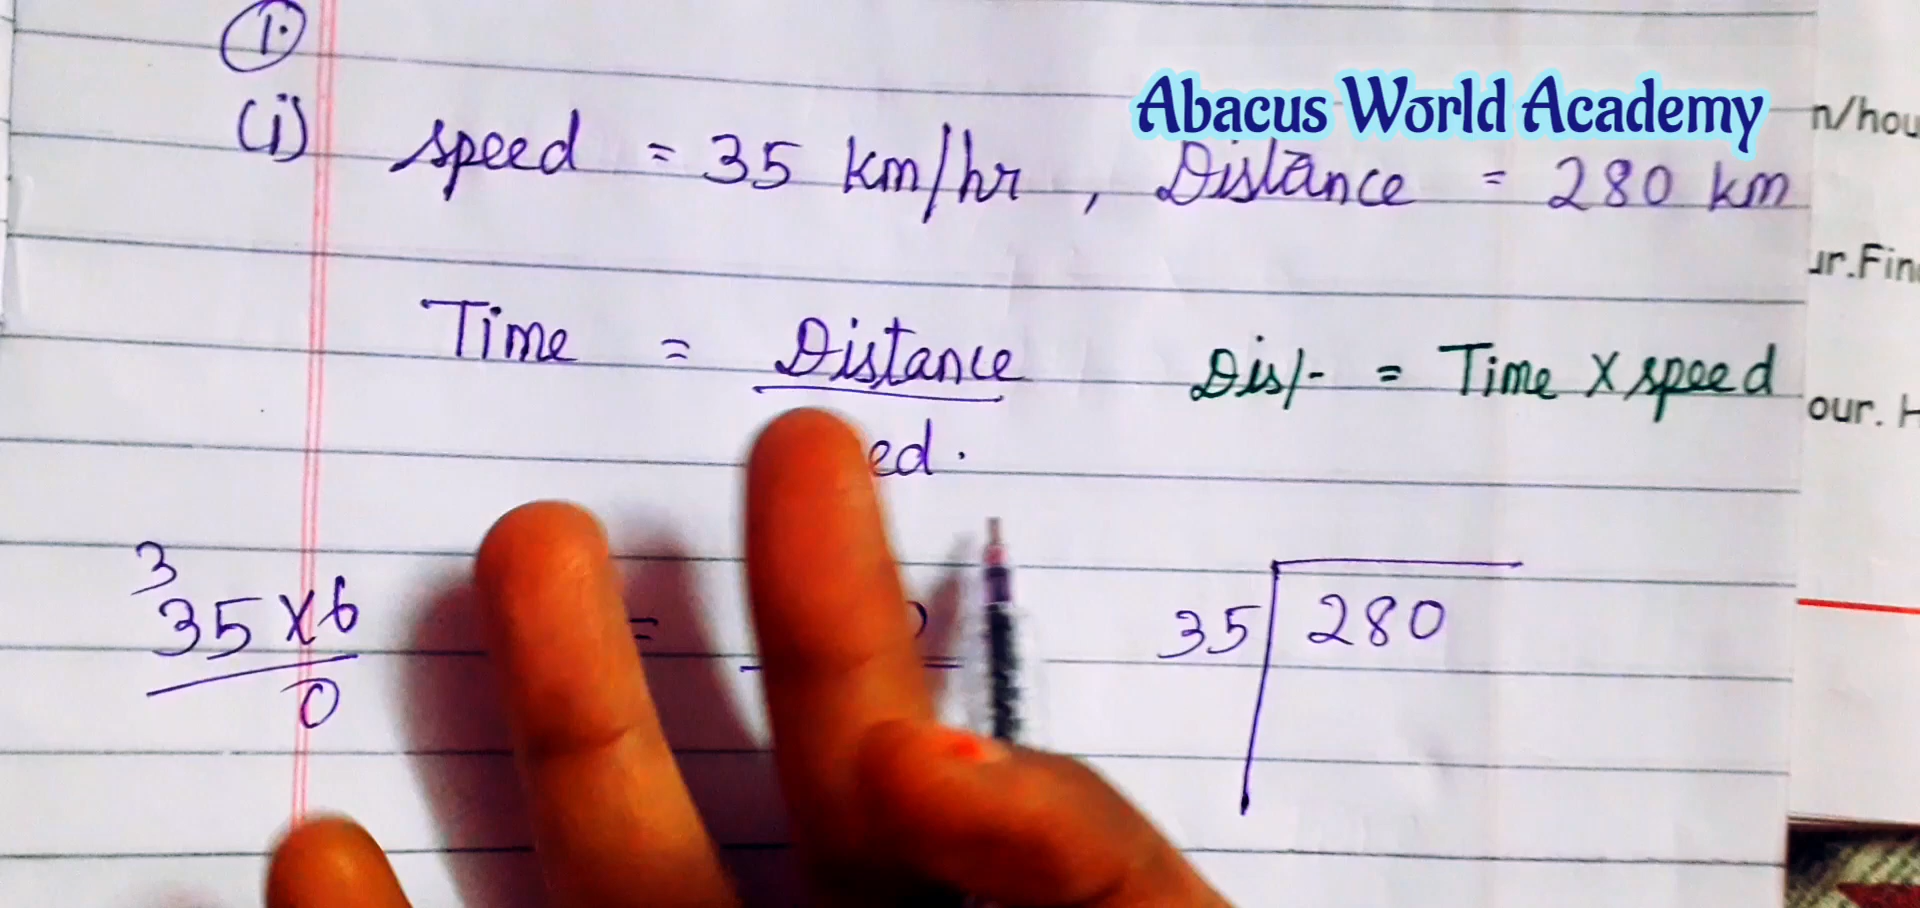 1.
Abacus World Academy
(i) speed = 35 km/hr, Distance = 280 km
Time = Distance
ed.
Dis/- = Time X speed
3
35 x 6
0
=
35 280
n/hou
ur.Fin
our. H